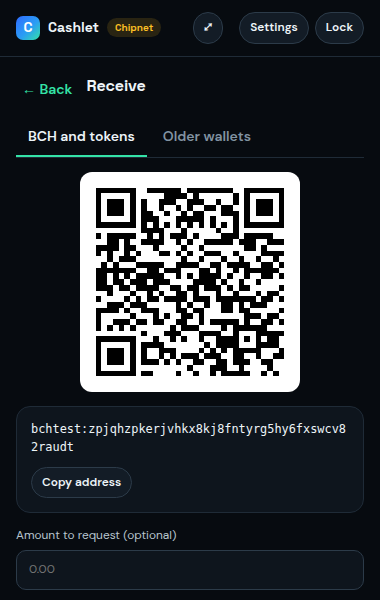 C Cashlet Chipnet Settings Lock
← Back Receive
BCH and tokens Older wallets
bchtest:zpjqhzpkerjvhkx8kj8fntyrg5hy6fxswcv8
2raudt
Copy address
Amount to request (optional)
0.00